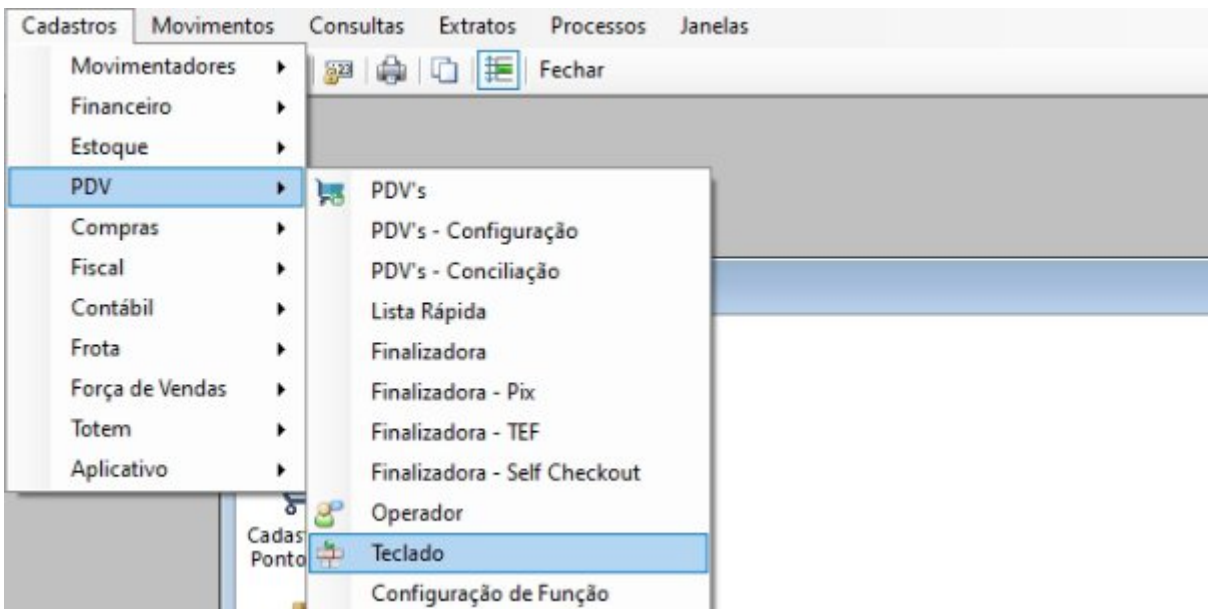 Cadastros Movimentos Consultas Extratos Processos Janelas
Movimentadores
Fechar
Financeiro
Estoque
PDV
Compras
Fiscal
Contábil
Frota
Força de Vendas
Totem
Aplicativo
PDV's
PDV's - Configuração
PDV's - Conciliação
Lista Rápida
Finalizadora
Finalizadora - Pix
Finalizadora - TEF
Finalizadora - Self Checkout
Operador
Teclado
Configuração de Função
Cadas
Ponto